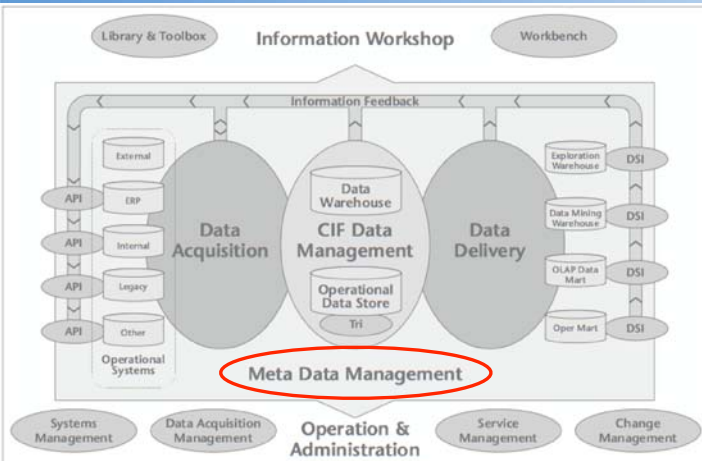 Library & Toolbox
Information Workshop
Workbench
Information Feedback
External
ERP
Internal
Legacy
Other
Operational
Systems
API
API
API
API
Data
Acquisition
Data
Warehouse
CIF Data
Management
Operational
Data Store
Tri
Data
Delivery
Exploration
Warehouse
Data Mining
Warehouse
OLAP Data
Mart
Oper Mart
DSI
DSI
DSI
DSI
Meta Data Management
Systems
Management
Data Acquisition
Management
Operation &
Administration
Service
Management
Change
Management